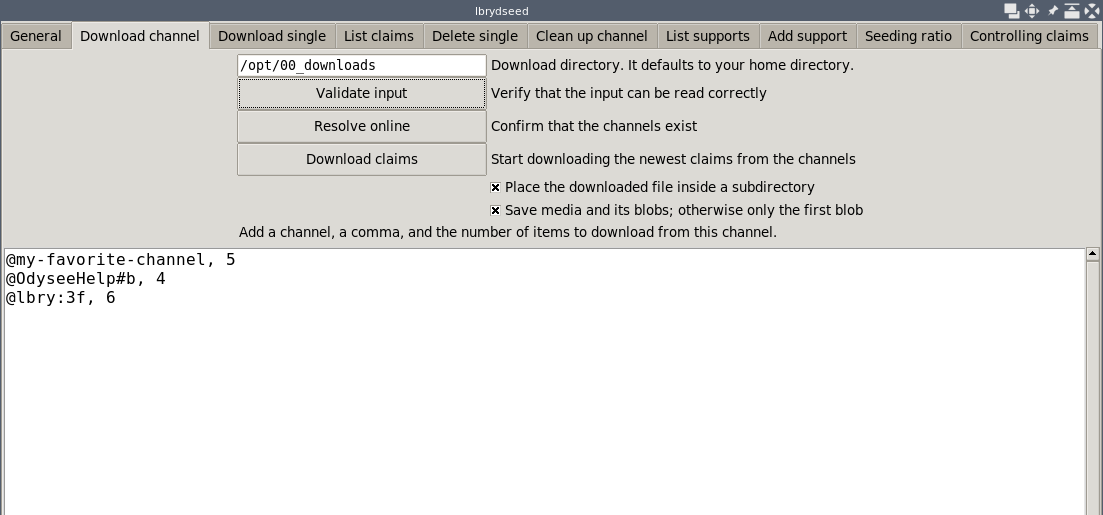 lbrydseed
General Download channel Download single List claims Delete single Clean up channel List supports Add support Seeding ratio Controlling claims
/opt/00_downloads Download directory. It defaults to your home directory.
Validate input Verify that the input can be read correctly
Resolve online Confirm that the channels exist
Download claims Start downloading the newest claims from the channels
Place the downloaded file inside a subdirectory
Save media and its blobs; otherwise only the first blob
Add a channel, a comma, and the number of items to download from this channel.
@my-favorite-channel, 5
@OdyseeHelp#b, 4
@lbry:3f, 6